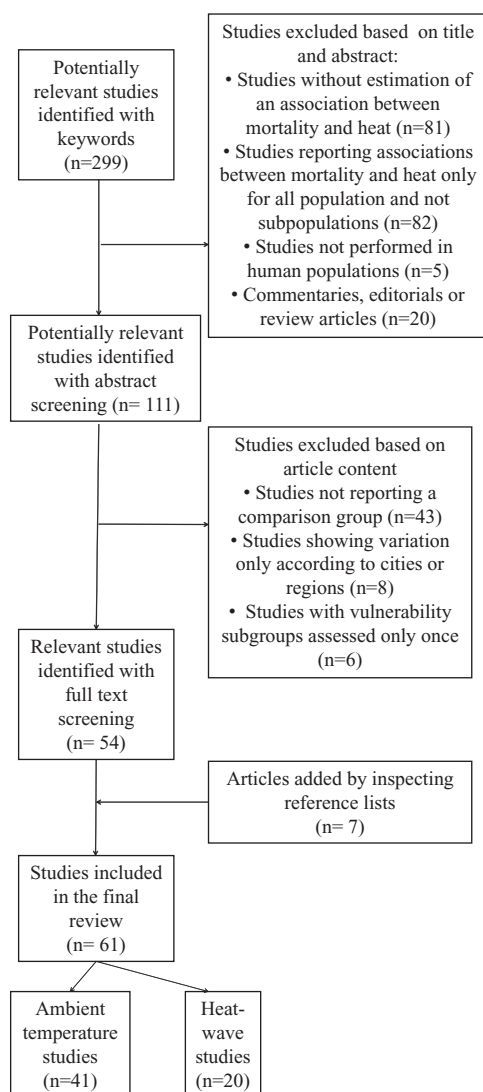 Potentially
relevant studies
identified with
keywords
(n=299)
Studies excluded based on title
and abstract:
• Studies without estimation of
an association between
mortality and heat (n=81)
• Studies reporting associations
between mortality and heat only
for all population and not
subpopulations (n=82)
• Studies not performed in
human populations (n=5)
• Commentaries, editorials or
review articles (n=20)
Potentially relevant
studies identified
with abstract
screening (n= 111)
Studies excluded based on
article content
• Studies not reporting a
comparison group (n=43)
• Studies showing variation
only according to cities or
regions (n=8)
• Studies with vulnerability
subgroups assessed only once
(n=6)
Relevant studies
identified with
full text
screening
(n= 54)
Articles added by inspecting
reference lists
(n= 7)
Studies included
in the final
review
(n= 61)
Ambient
temperature
studies
(n=41)
Heat-
wave
studies
(n=20)